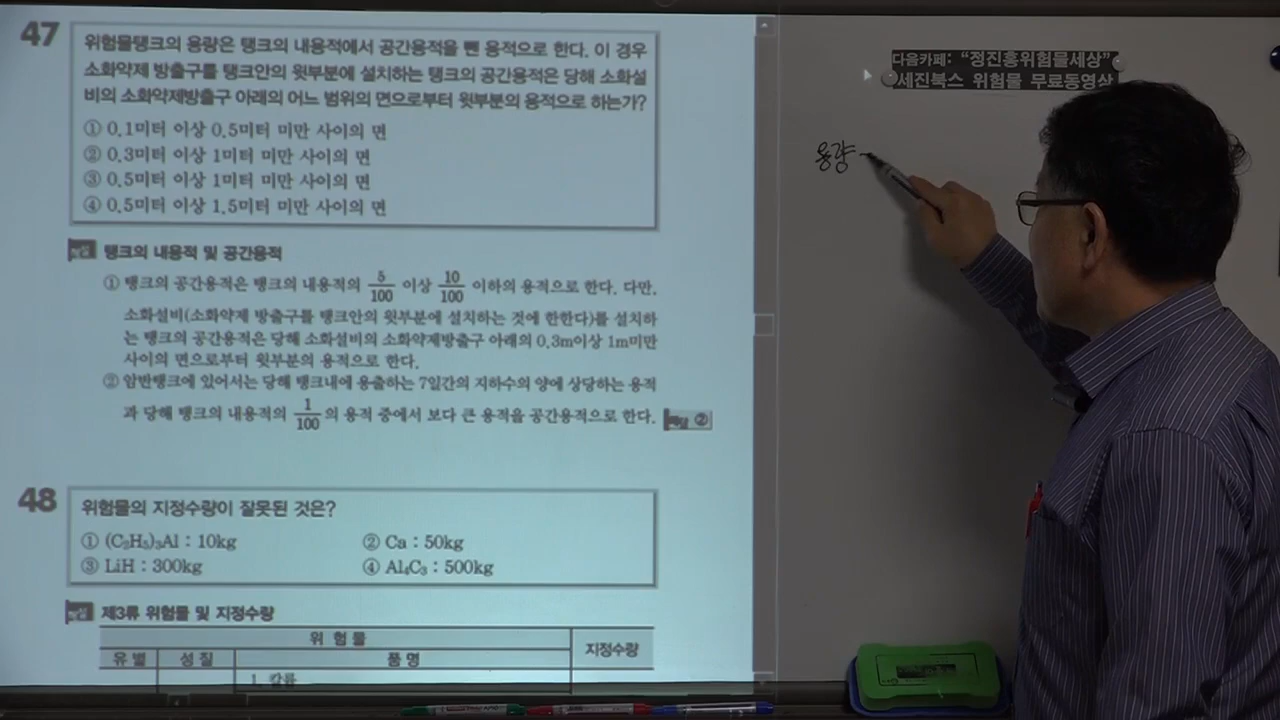 47
위험물탱크의 용량은 탱크의 내용적에서 공간용적을 뺀 용적으로 한다. 이 경우
소화약제 방출구를 탱크안의 윗부분에 설치하는 탱크의 공간용적은 당해 소화설
비의 소화약제방출구 아래의 어느 범위의 면으로부터 윗부분의 용적으로 하는가?
① 0.1미터 이상 0.5미터 미만 사이의 면
② 0.3미터 이상 1미터 미만 사이의 면
③ 0.5미터 이상 1미터 미만 사이의 면
④ 0.5미터 이상 1.5미터 미만 사이의 면
탱크의 내용적 및 공간용적
① 탱크의 공간용적은 탱크의 내용적의 5/100 이상 10/100 이하의 용적으로 한다. 다만,
소화설비(소화약제 방출구를 탱크안의 윗부분에 설치하는 것에 한한다)를 설치하
는 탱크의 공간용적은 당해 소화설비의 소화약제방출구 아래의 0.3m이상 1m미만
사이의 면으로부터 윗부분의 용적으로 한다.
② 암반탱크에 있어서는 당해 탱크내에 용출하는 7일간의 지하수의 양에 상당하는 용적
과 당해 탱크의 내용적의 1/100의 용적 중에서 보다 큰 용적을 공간용적으로 한다. ②
48
위험물의 지정수량이 잘못된 것은?
① (C₂H₅)₃Al : 10kg ② Ca : 50kg
③ LiH : 300kg ④ Al₄C₃ : 500kg
제3류 위험물 및 지정수량
위 험 물 지정수량
유 별 성 질 품 명
1. 칼륨
다음카페: "정진홍위험물세상"
세진북스 위험물 무료동영상
용량